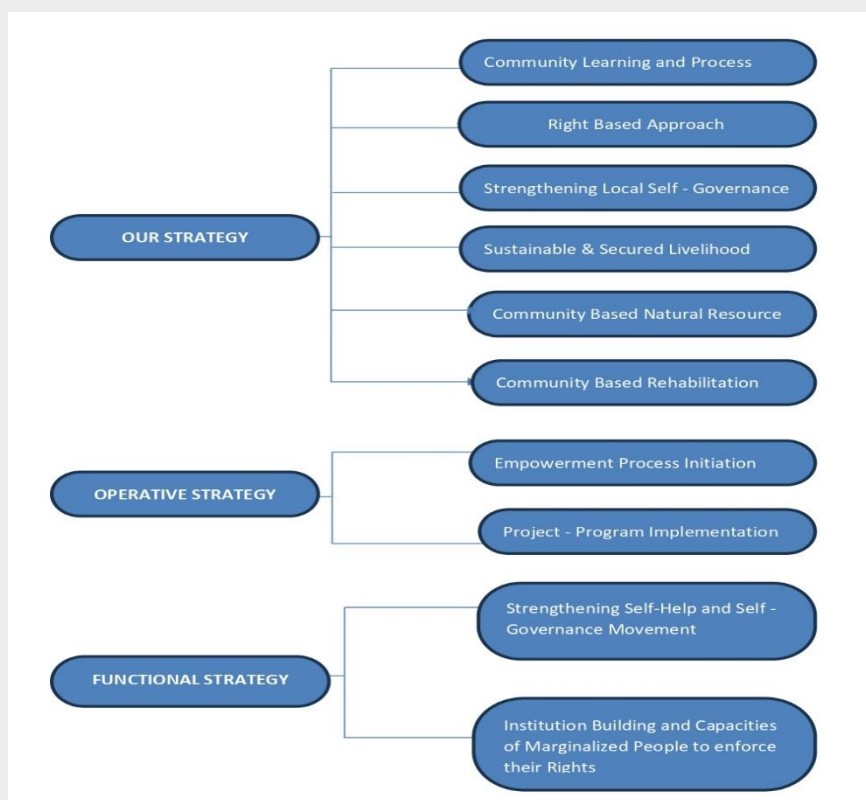 OUR STRATEGY
Community Learning and Process
Right Based Approach
Strengthening Local Self - Governance
Sustainable & Secured Livelihood
Community Based Natural Resource
Community Based Rehabilitation
OPERATIVE STRATEGY
Empowerment Process Initiation
Project - Program Implementation
FUNCTIONAL STRATEGY
Strengthening Self-Help and Self -
Governance Movement
Institution Building and Capacities
of Marginalized People to enforce
their Rights